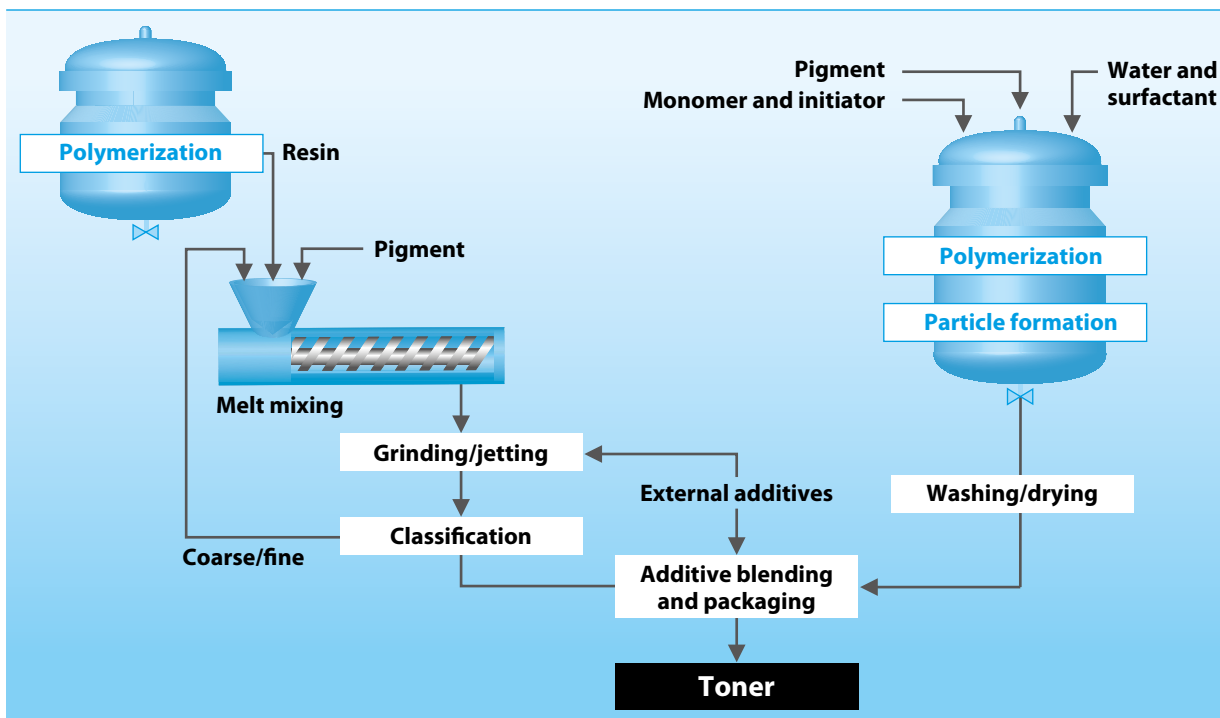 Pigment
Monomer and initiator
Water and
surfactant
Polymerization
Resin
Pigment
Polymerization
Particle formation
Melt mixing
Grinding/jetting
External additives
Washing/drying
Classification
Coarse/fine
Additive blending
and packaging
Toner